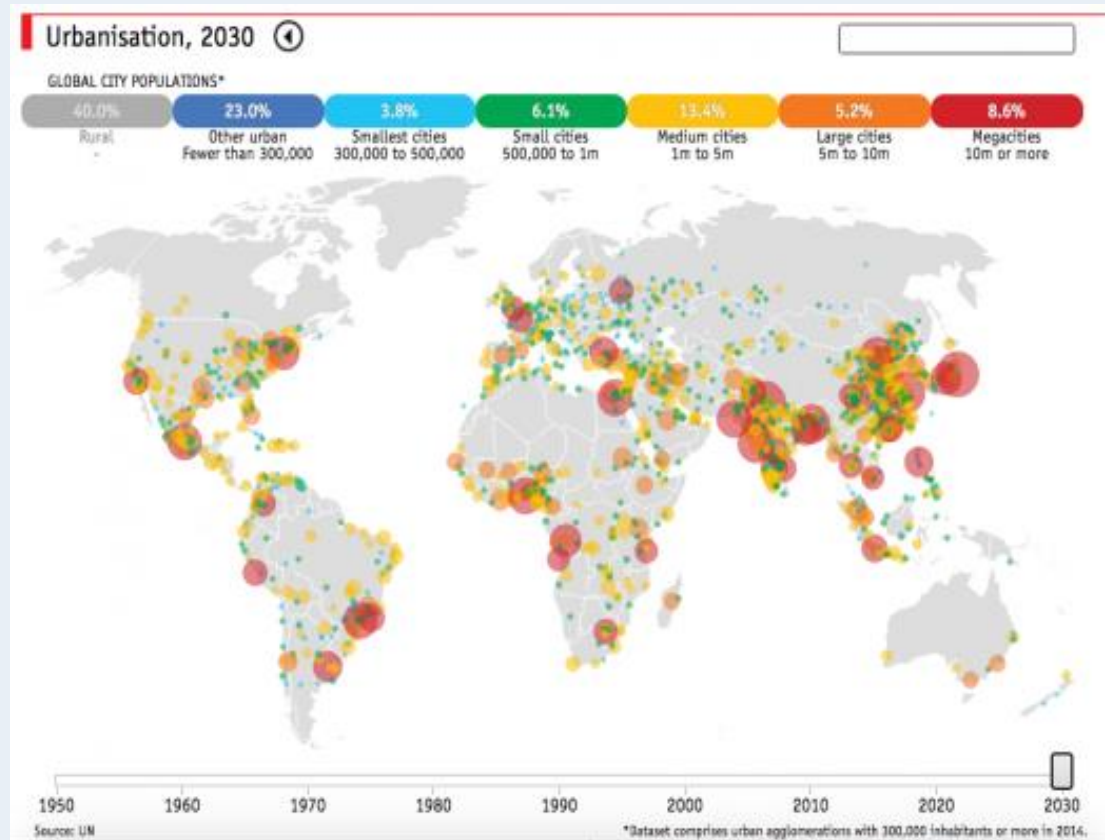 Urbanisation, 2030
GLOBAL CITY POPULATIONS*
40.0% 23.0% 3.8% 6.1% 13.4% 5.2% 8.6%
Rural Other urban Smallest cities Small cities Medium cities Large cities Megacities
- Fewer than 300,000 300,000 to 500,000 500,000 to 1m 1m to 5m 5m to 10m 10m or more
1950 1960 1970 1980 1990 2000 2010 2020 2030
Source: UN *Dataset comprises urban agglomerations with 300,000 inhabitants or more in 2014.